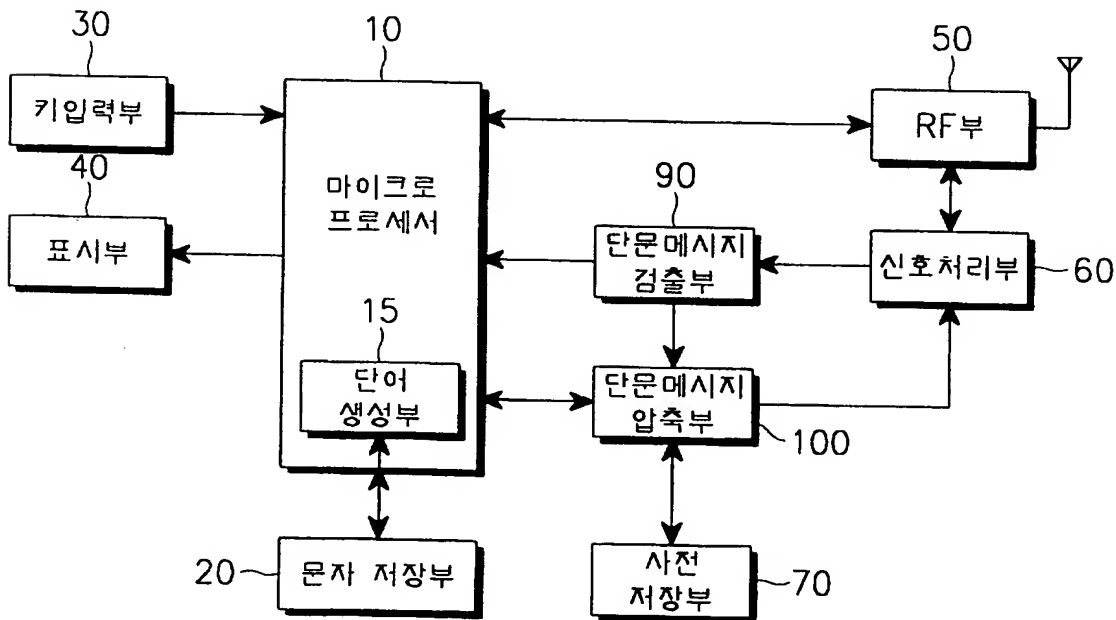 30
10
50
키입력부
RF부
40
마이크로
프로세서
90
표시부
단문메시지
검출부
신호처리부
60
15
단어
생성부
단문메시지
압축부
100
20
문자 저장부
사전
저장부
70